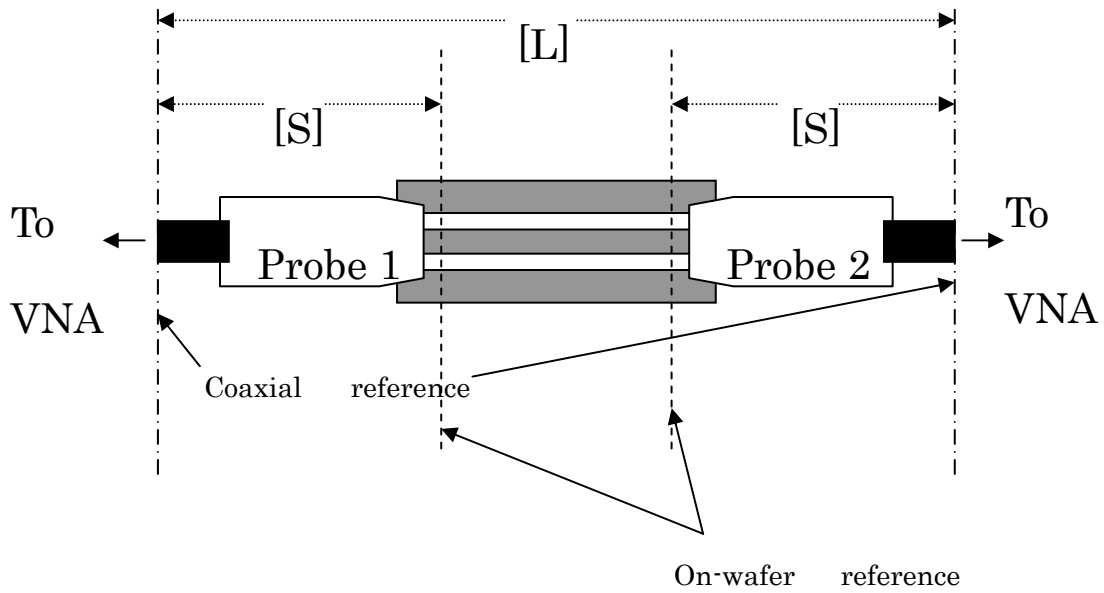 [L]
[S]
[S]
To
VNA
Probe 1
Probe 2
To
VNA
Coaxial reference
On-wafer reference